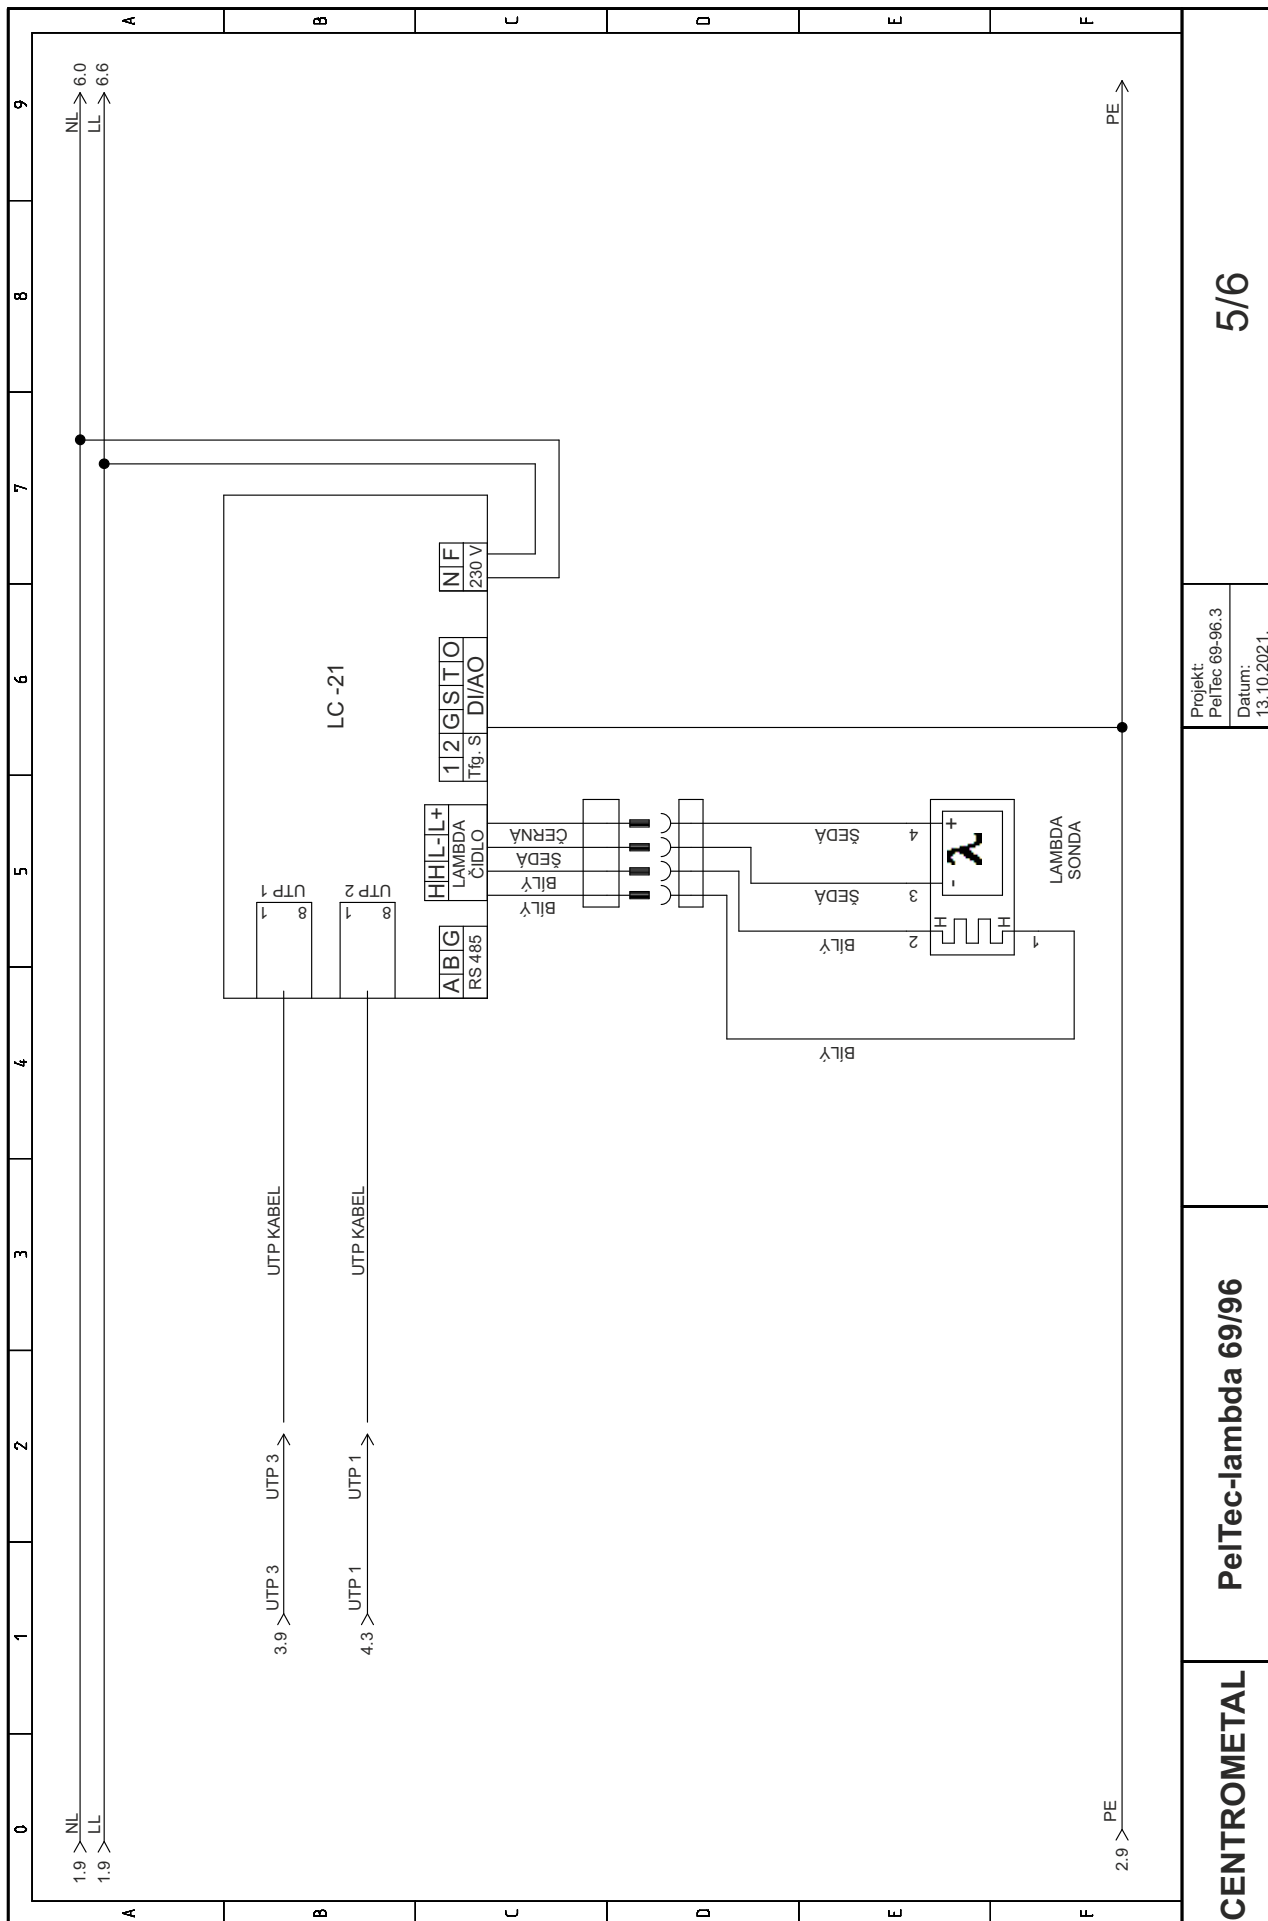 0 1 2 3 4 5 6 7 8 9
A A
B B
C C
D D
E E
F F
1.9 NL NL 6.0
1.9 LL LL 6.6
3.9 UTP 3 UTP 3 UTP KABEL
4.3 UTP 1 UTP 1 UTP KABEL
1 8 UTP 1
1 8 UTP 2
LC -21
A B G
RS 485
H H L- L+
LAMBDA
ČIDLO
1 2 G S T O
Tfg. S DI/AO
N F
230 V
BÍLÝ
BÍLÝ
ŠEDÁ
ČERNÁ
BÍLÝ
BÍLÝ
ŠEDÁ
ŠEDÁ
1 2 3 4
H H - +
λ
LAMBDA
SONDA
2.9 PE PE
CENTROMETAL
PelTec-lambda 69/96
Projekt:
PelTec 69-96.3
Datum:
13.10.2021.
5/6